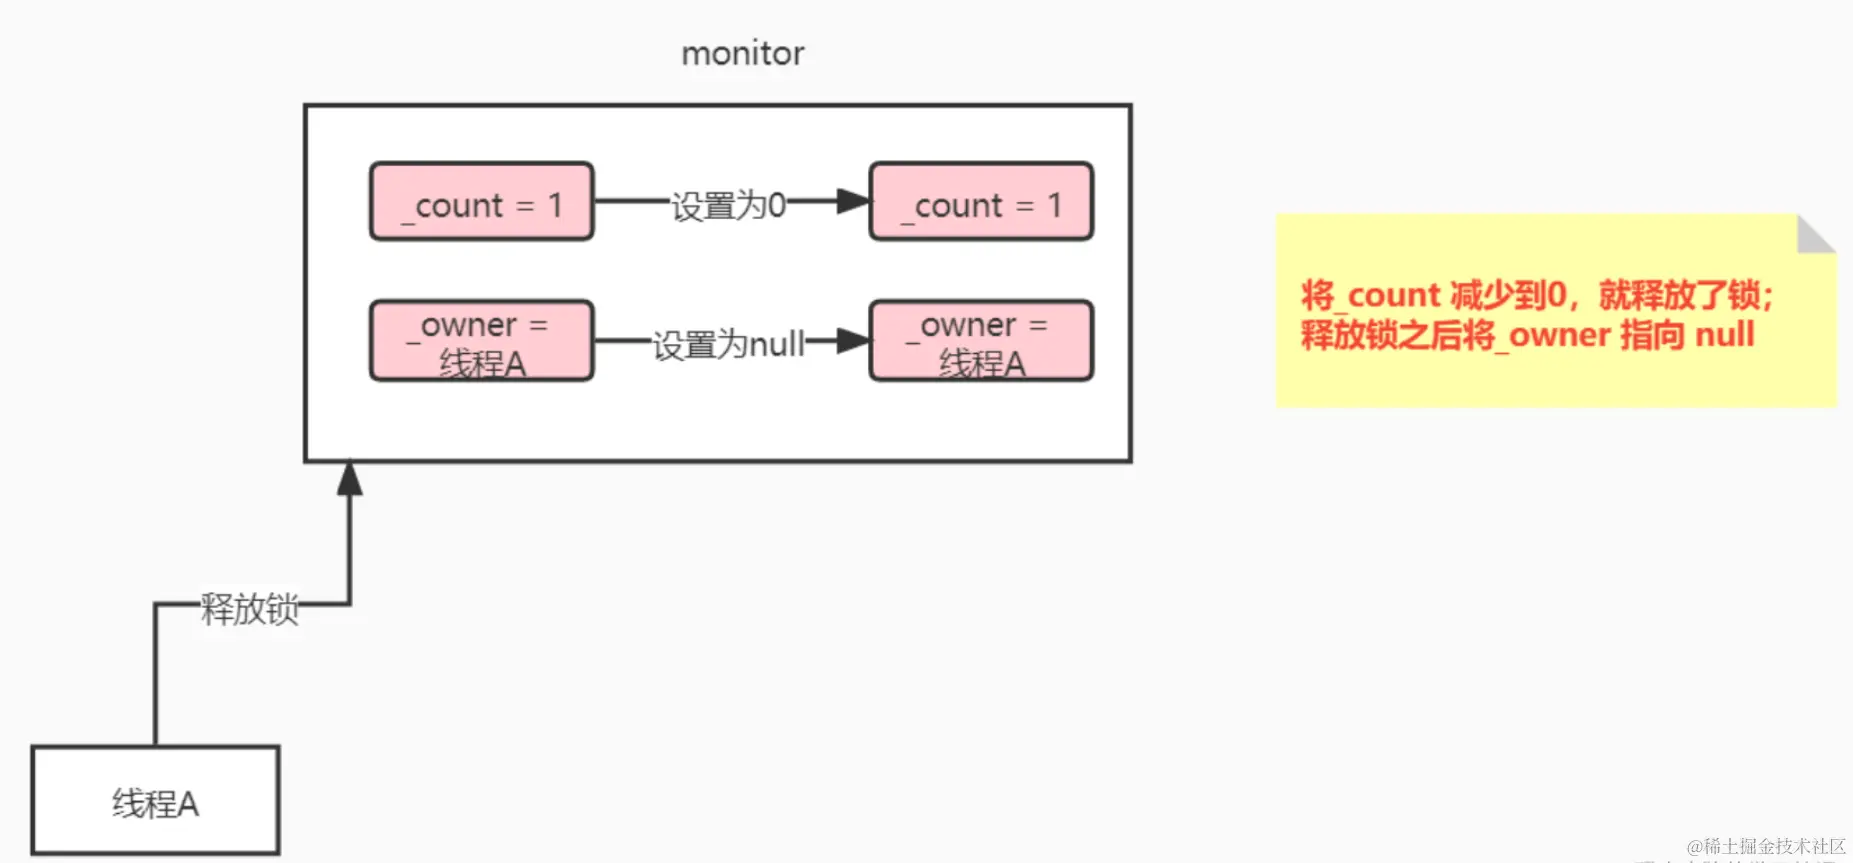 monitor
_count = 1
设置为0
_count = 1
_owner =
线程A
设置为null
_owner =
线程A
将_count 减少到0，就释放了锁；
释放锁之后将_owner 指向 null
释放锁
线程A
@稀土掘金技术社区